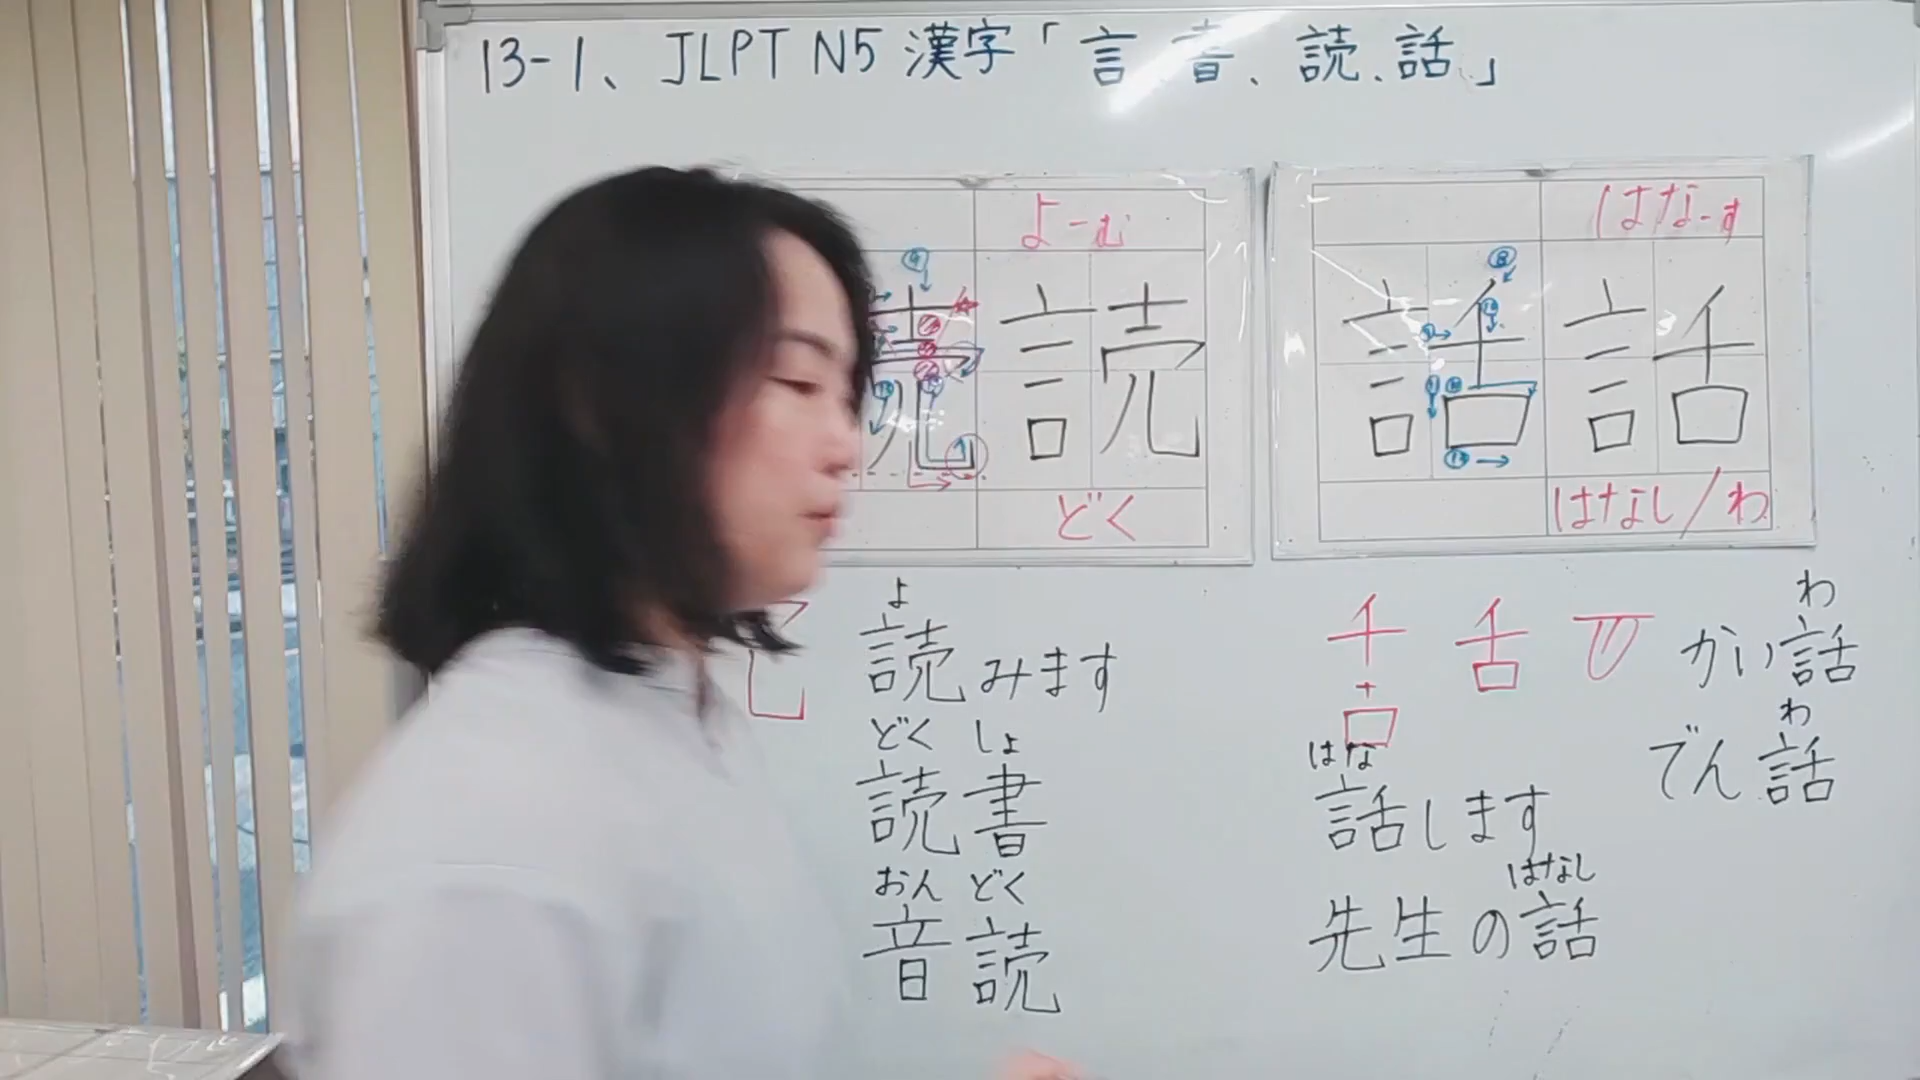 13-1、JLPT N5 漢字「言 音、読、話」
よ-む
読
どく
はな-す
話 話
はなし/わ
よ
読みます
どく しょ
読書
おん どく
音読
千 舌
+
口
わ
かい話
わ
でん話
はな
話します
はなし
先生の話